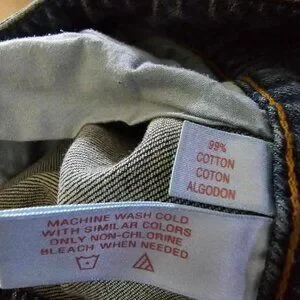 99%
COTTON
COTON
ALGODON
MACHINE WASH COLD
WITH SIMILAR COLORS
ONLY NON-CHLORINE
BLEACH WHEN NEEDED